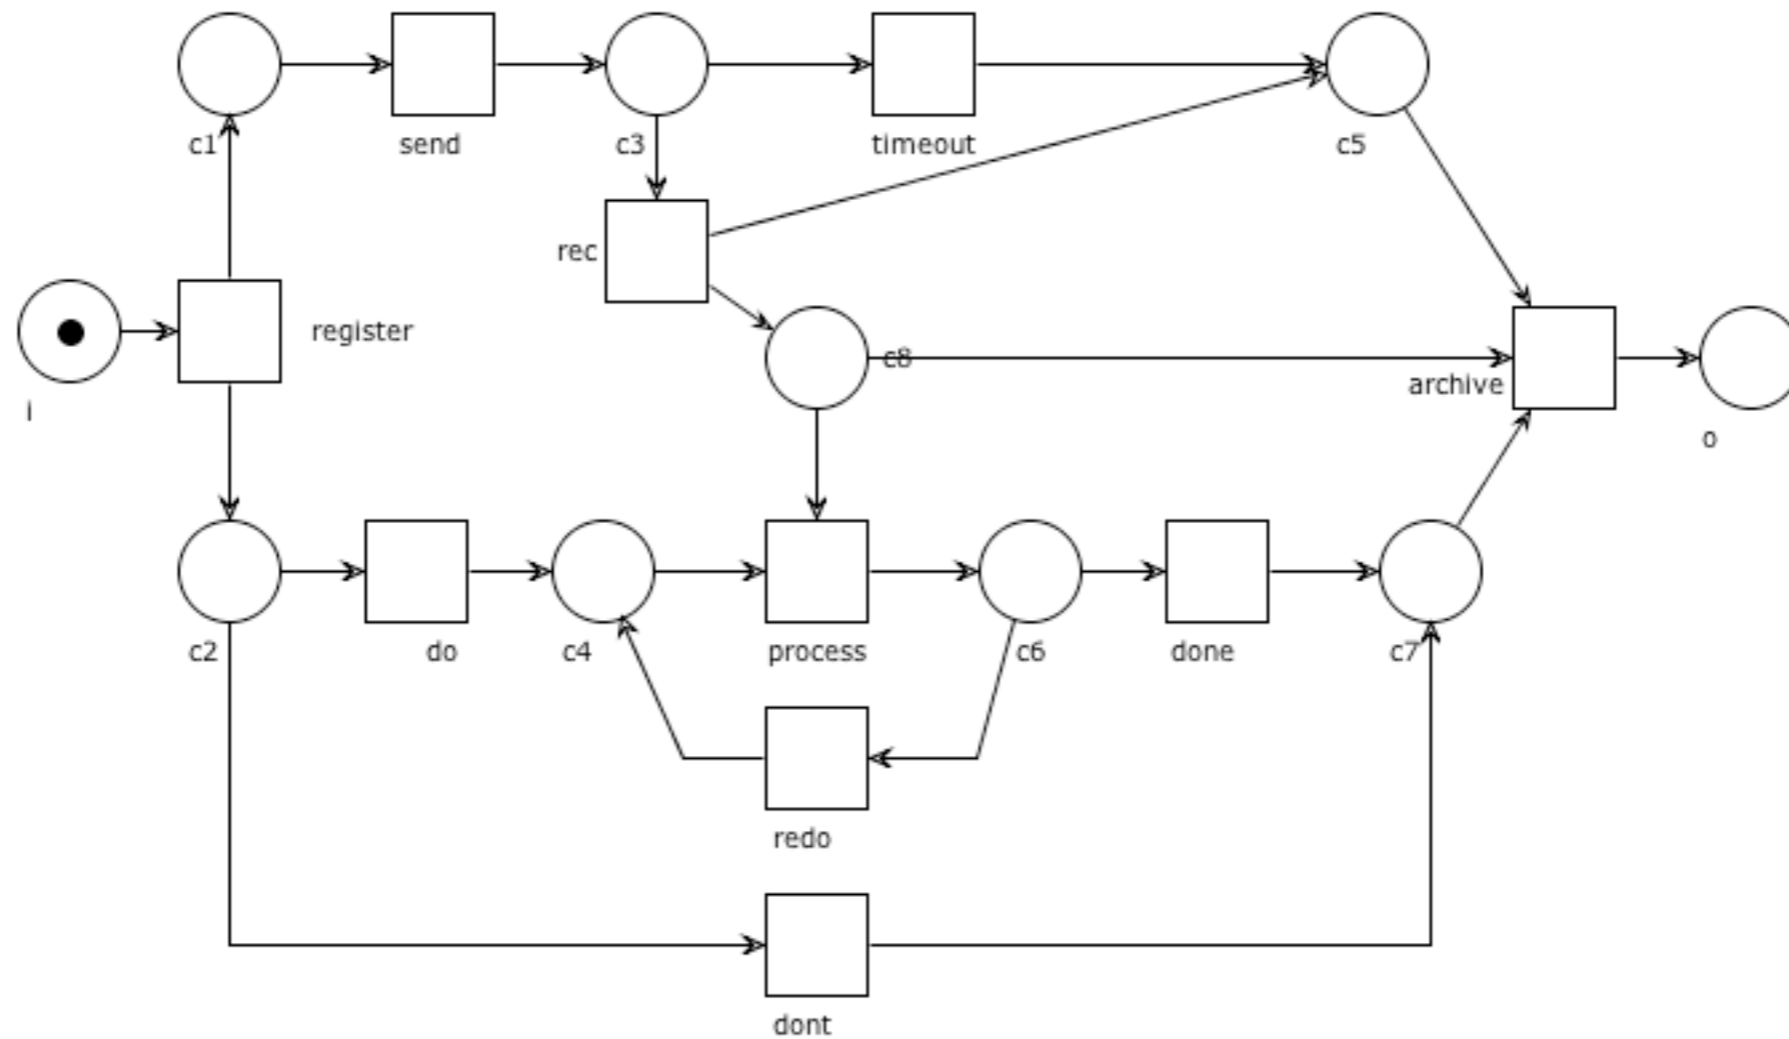 c1
send
c3
timeout
c5
rec
register
c8
archive
i
o
c2
do
c4
process
c6
done
c7
redo
dont